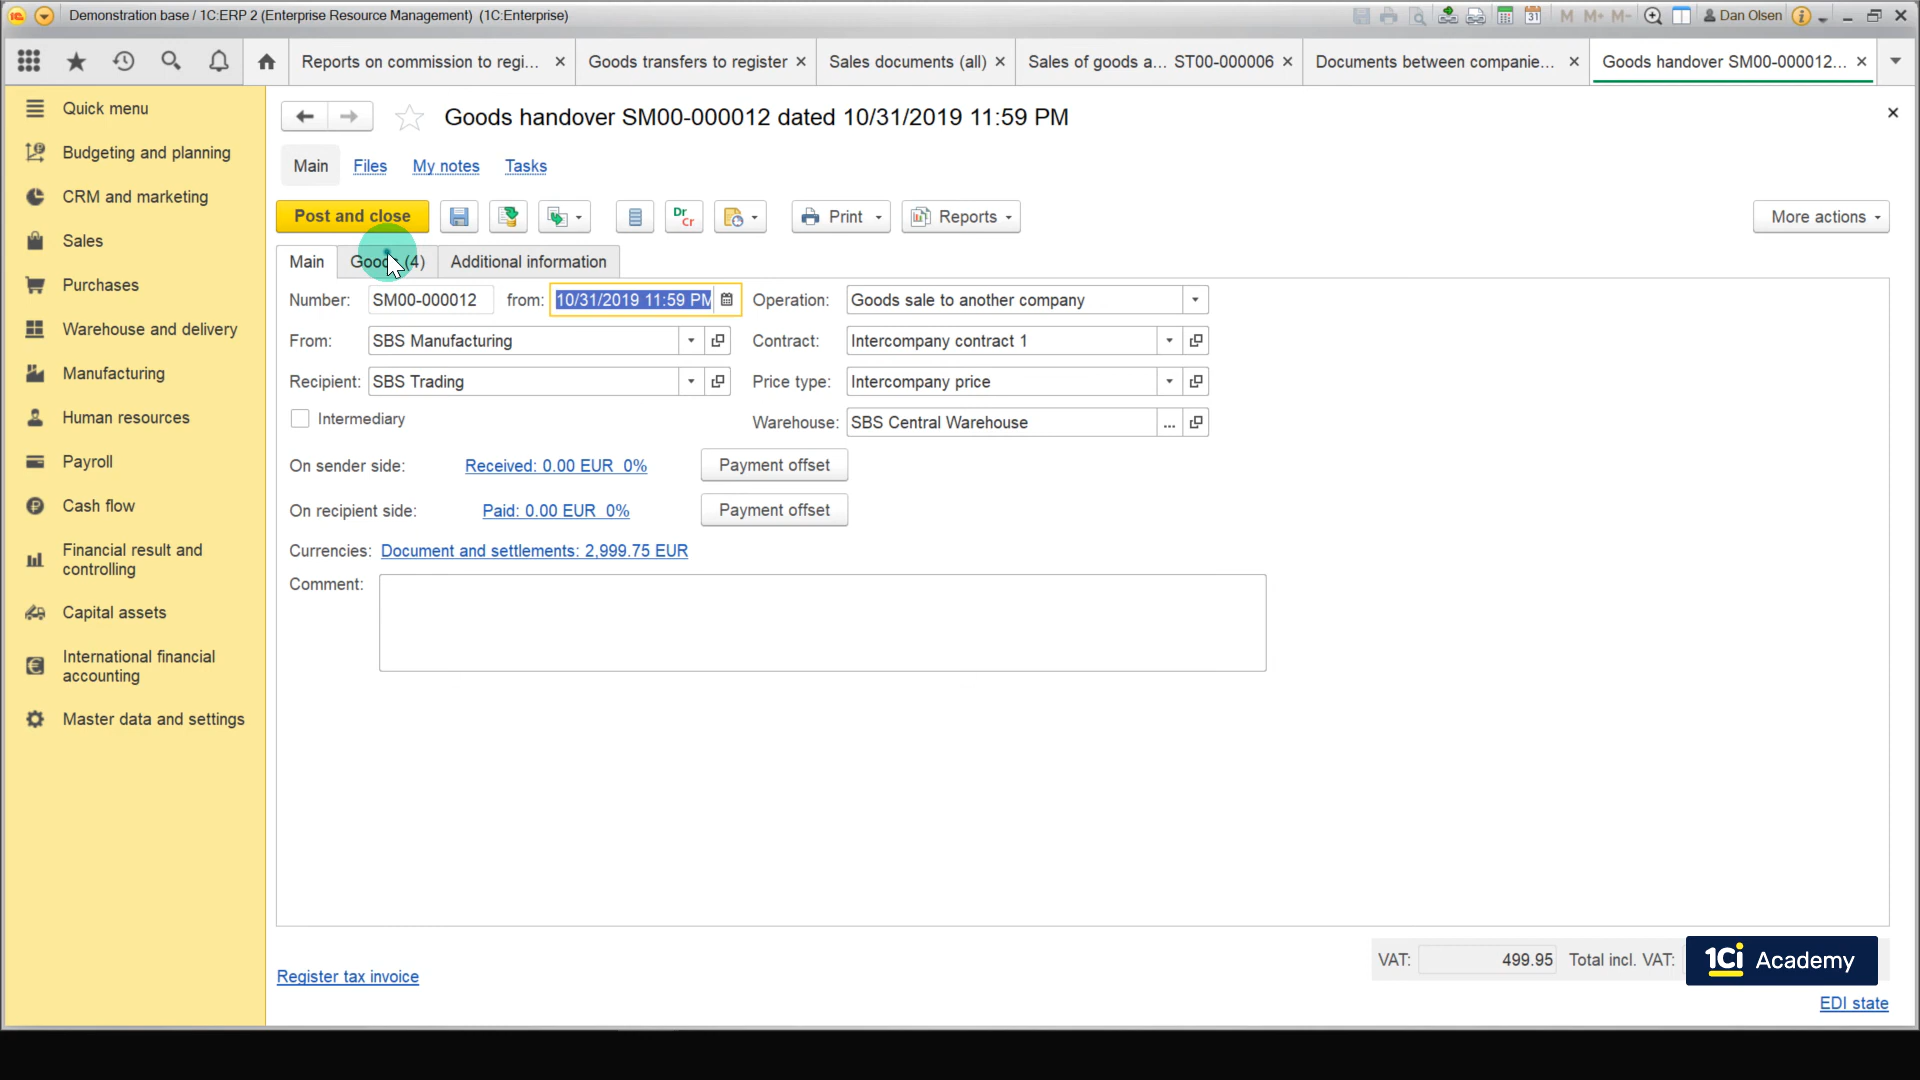 Demonstration base / 1C:ERP 2 (Enterprise Resource Management) (1C:Enterprise)
31 M M+ M- Dan Olsen
Reports on commission to regi... Goods transfers to register Sales documents (all) Sales of goods a... ST00-000006 Documents between companie... Goods handover SM00-000012...
Quick menu
Budgeting and planning
CRM and marketing
Sales
Purchases
Warehouse and delivery
Manufacturing
Human resources
Payroll
Cash flow
Financial result and
controlling
Capital assets
International financial
accounting
Master data and settings
Goods handover SM00-000012 dated 10/31/2019 11:59 PM
Main Files My notes Tasks
Post and close Dr Cr Print Reports More actions
Main (4) Additional information
Number: SM00-000012 from: 10/31/2019 11:59 PM Operation: Goods sale to another company
From: SBS Manufacturing Contract: Intercompany contract 1
Recipient: SBS Trading Price type: Intercompany price
Intermediary Warehouse: SBS Central Warehouse ...
On sender side: Received: 0.00 EUR 0% Payment offset
On recipient side: Paid: 0.00 EUR 0% Payment offset
Currencies: Document and settlements: 2,999.75 EUR
Comment:
VAT: 499.95 Total incl. VAT:
1Ci Academy
Register tax invoice
EDI state